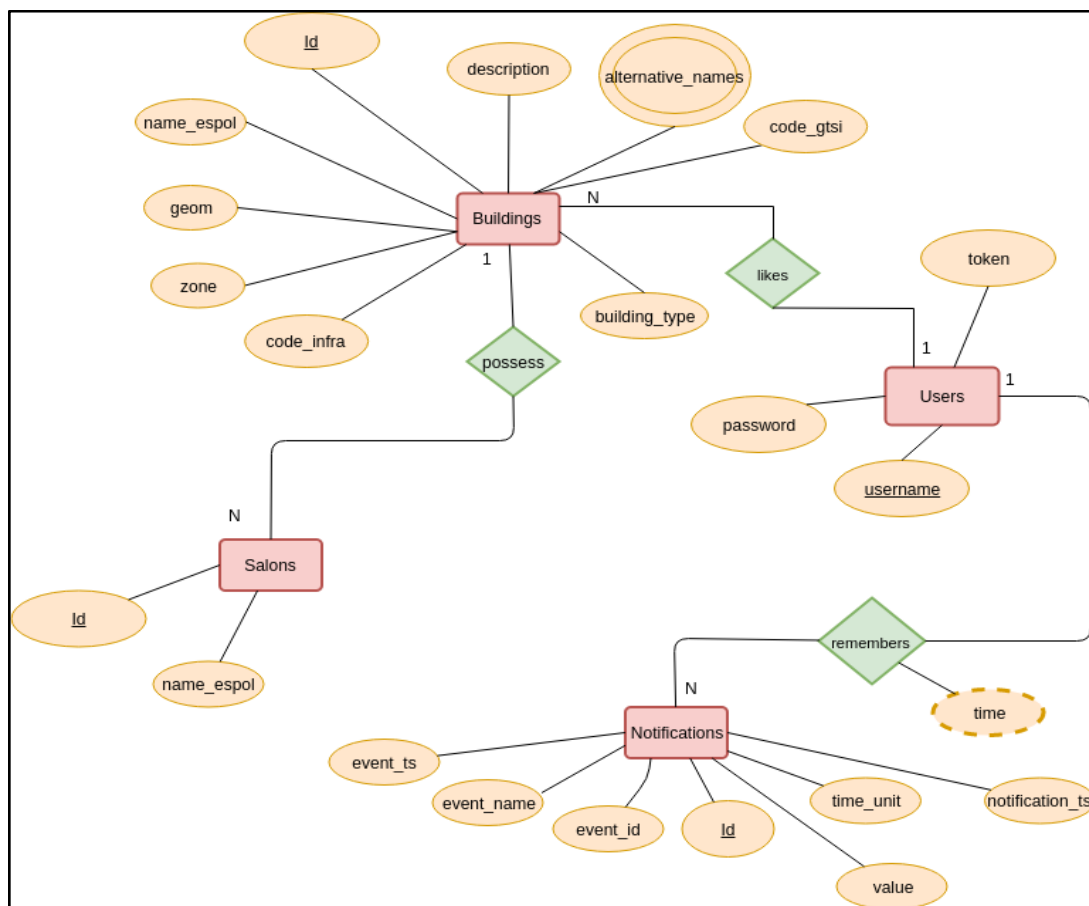 Id
description
alternative_names
name_espol
code_gtsi
geom
N
Buildings
1
zone
likes
token
building_type
code_infra
possess
1
1
Users
password
username
N
Salons
Id
name_espol
remembers
N
time
Notifications
event_ts
event_name
time_unit
notification_ts
event_id
Id
value